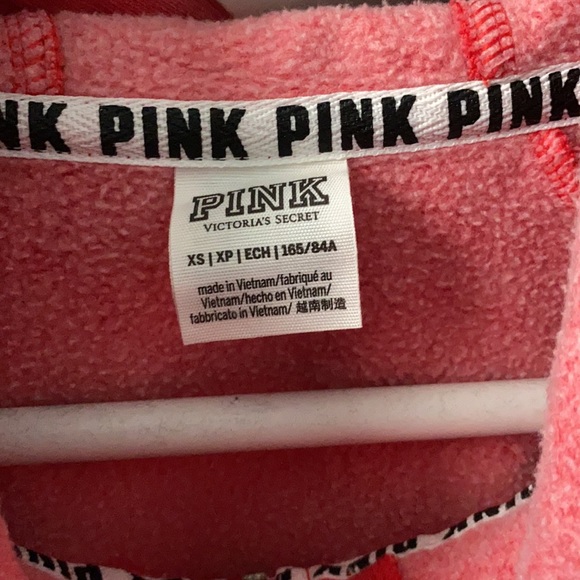 NK PINK PINK PINK
PINK
VICTORIA'S SECRET
XS | XP | ECH | 165/84A
made in Vietnam/fabriqué au
Vietnam/hecho en Vietnam/
fabbricato in Vietnam/ 越南制造
PINK